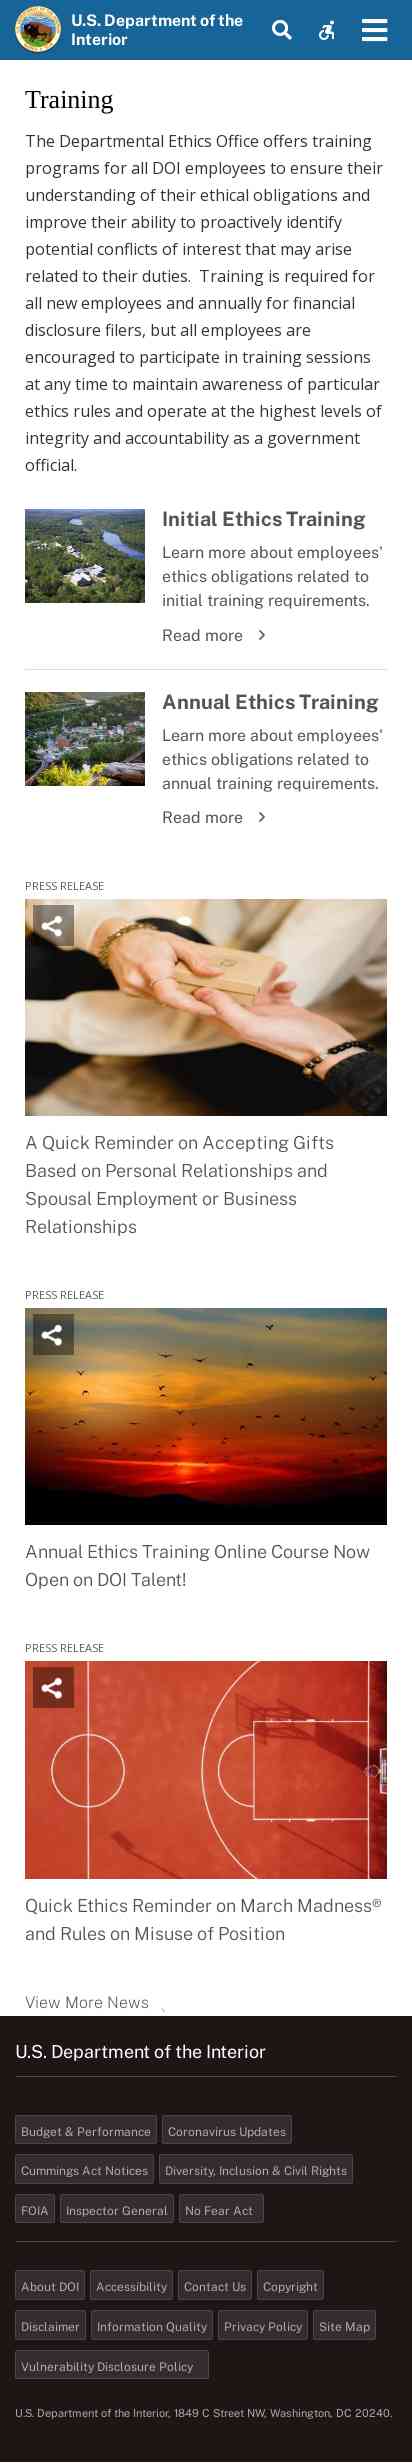 U.S. Department of the
Interior
Training
The Departmental Ethics Office offers training
programs for all DOI employees to ensure their
understanding of their ethical obligations and
improve their ability to proactively identify
potential conflicts of interest that may arise
related to their duties.  Training is required for
all new employees and annually for financial
disclosure filers, but all employees are
encouraged to participate in training sessions
at any time to maintain awareness of particular
ethics rules and operate at the highest levels of
integrity and accountability as a government
official.
Initial Ethics Training
Learn more about employees'
ethics obligations related to
initial training requirements.
Read more
Annual Ethics Training
Learn more about employees'
ethics obligations related to
annual training requirements.
Read more
PRESS RELEASE
A Quick Reminder on Accepting Gifts
Based on Personal Relationships and
Spousal Employment or Business
Relationships
PRESS RELEASE
Annual Ethics Training Online Course Now
Open on DOI Talent!
PRESS RELEASE
Quick Ethics Reminder on March Madness®
and Rules on Misuse of Position
View More News
U.S. Department of the Interior
Budget & Performance Coronavirus Updates
Cummings Act Notices Diversity, Inclusion & Civil Rights
FOIA Inspector General No Fear Act
About DOI Accessibility Contact Us Copyright
Disclaimer Information Quality Privacy Policy Site Map
Vulnerability Disclosure Policy
U.S. Department of the Interior, 1849 C Street NW, Washington, DC 20240.